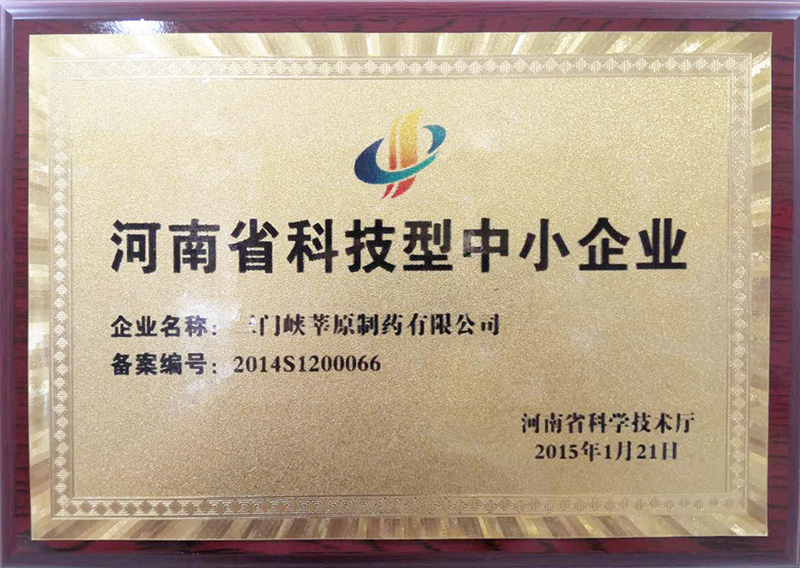 河南省科技型中小企业
企业名称：三门峡莘原制药有限公司
备案编号：2014S1200066
河南省科学技术厅
2015年1月21日